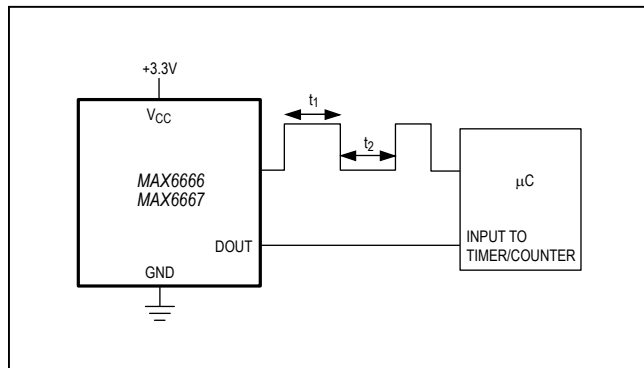 +3.3V
t1
VCC
t2
μC
MAX6666
MAX6667
DOUT
INPUT TO
TIMER/COUNTER
GND